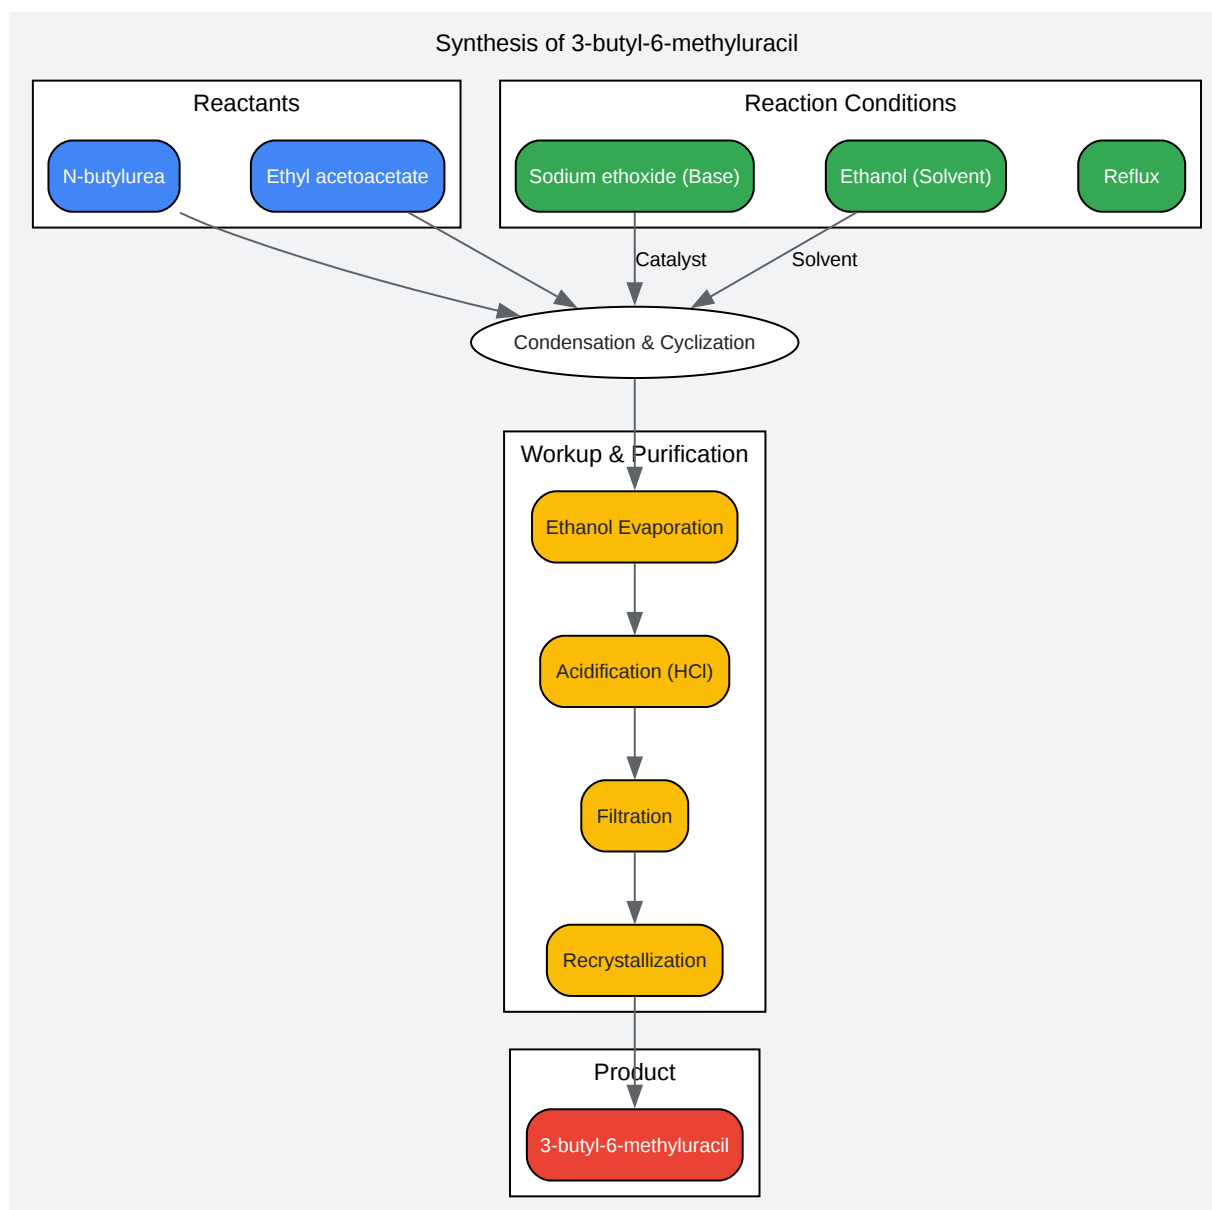 Synthesis of 3-butyl-6-methyluracil
Reactants
Reaction Conditions
N-butylurea
Ethyl acetoacetate
Sodium ethoxide (Base)
Ethanol (Solvent)
Reflux
Catalyst
Solvent
Condensation & Cyclization
Workup & Purification
Ethanol Evaporation
Acidification (HCl)
Filtration
Recrystallization
Product
3-butyl-6-methyluracil